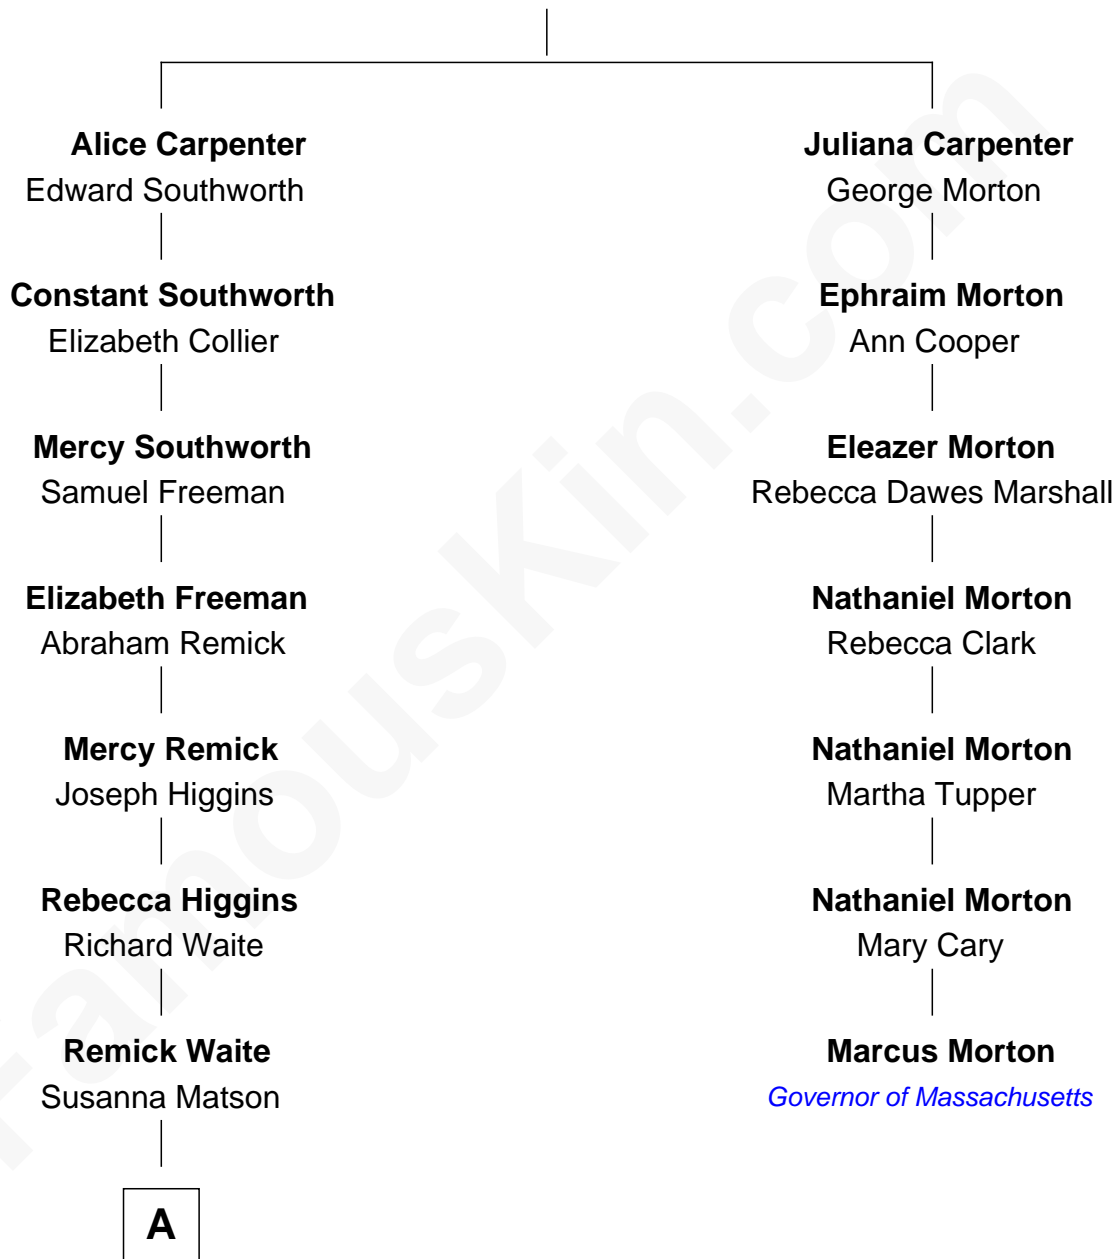 Alice Carpenter
Edward Southworth
Constant Southworth
Elizabeth Collier
Mercy Southworth
Samuel Freeman
Elizabeth Freeman
Abraham Remick
Mercy Remick
Joseph Higgins
Rebecca Higgins
Richard Waite
Remick Waite
Susanna Matson
A
Juliana Carpenter
George Morton
Ephraim Morton
Ann Cooper
Eleazer Morton
Rebecca Dawes Marshall
Nathaniel Morton
Rebecca Clark
Nathaniel Morton
Martha Tupper
Nathaniel Morton
Mary Cary
Marcus Morton
Governor of Massachusetts
FamousKin.com